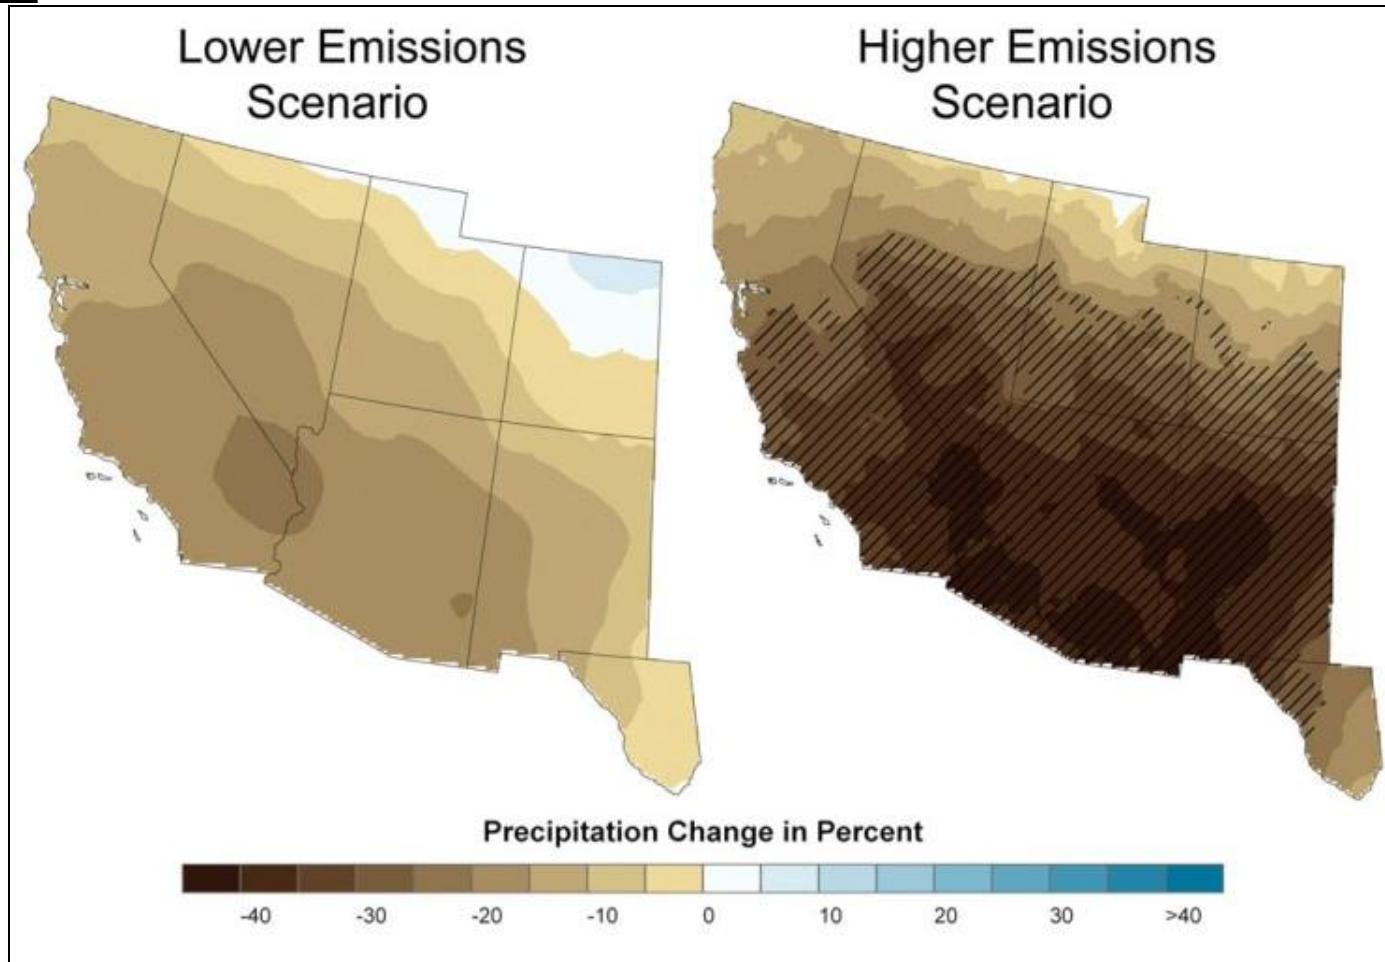 Lower Emissions
Scenario
Higher Emissions
Scenario
Precipitation Change in Percent
-40 -30 -20 -10 0 10 20 30 >40